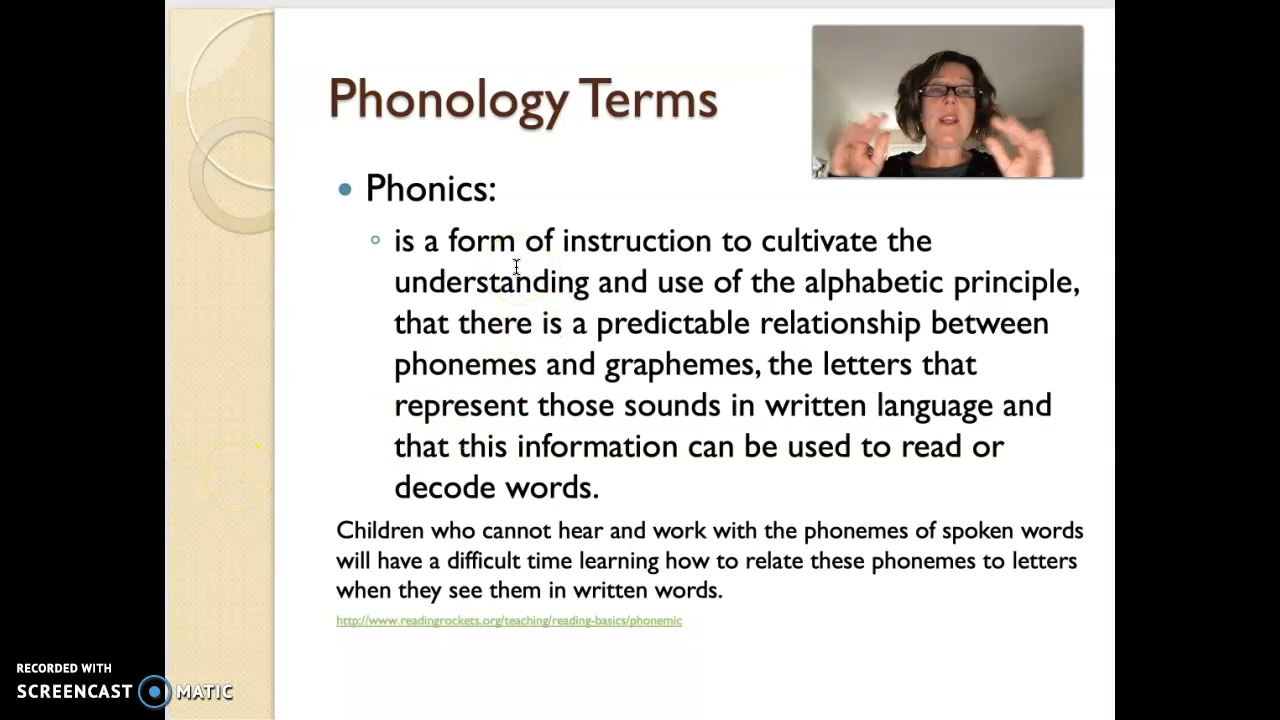 Phonology Terms
Phonics:
is a form of instruction to cultivate the
understanding and use of the alphabetic principle,
that there is a predictable relationship between
phonemes and graphemes, the letters that
represent those sounds in written language and
that this information can be used to read or
decode words.
Children who cannot hear and work with the phonemes of spoken words
will have a difficult time learning how to relate these phonemes to letters
when they see them in written words.
http://www.readingrockets.org/teaching/reading-basics/phonemic
RECORDED WITH
SCREENCAST MATIC